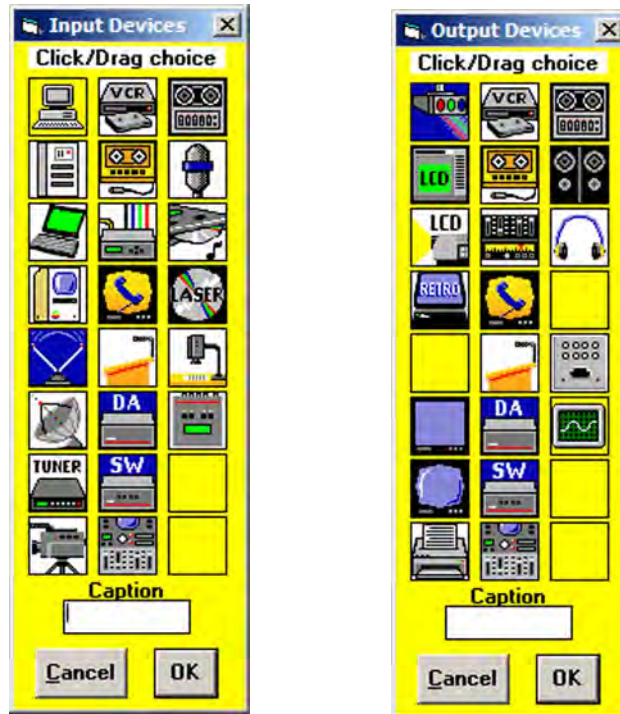 Input Devices
Click/Drag choice
VCR
LASER
DA
TUNER
SW
Caption
Cancel
OK
Output Devices
Click/Drag choice
VCR
LCD
LCD
RETRO
DA
SW
Caption
Cancel
OK